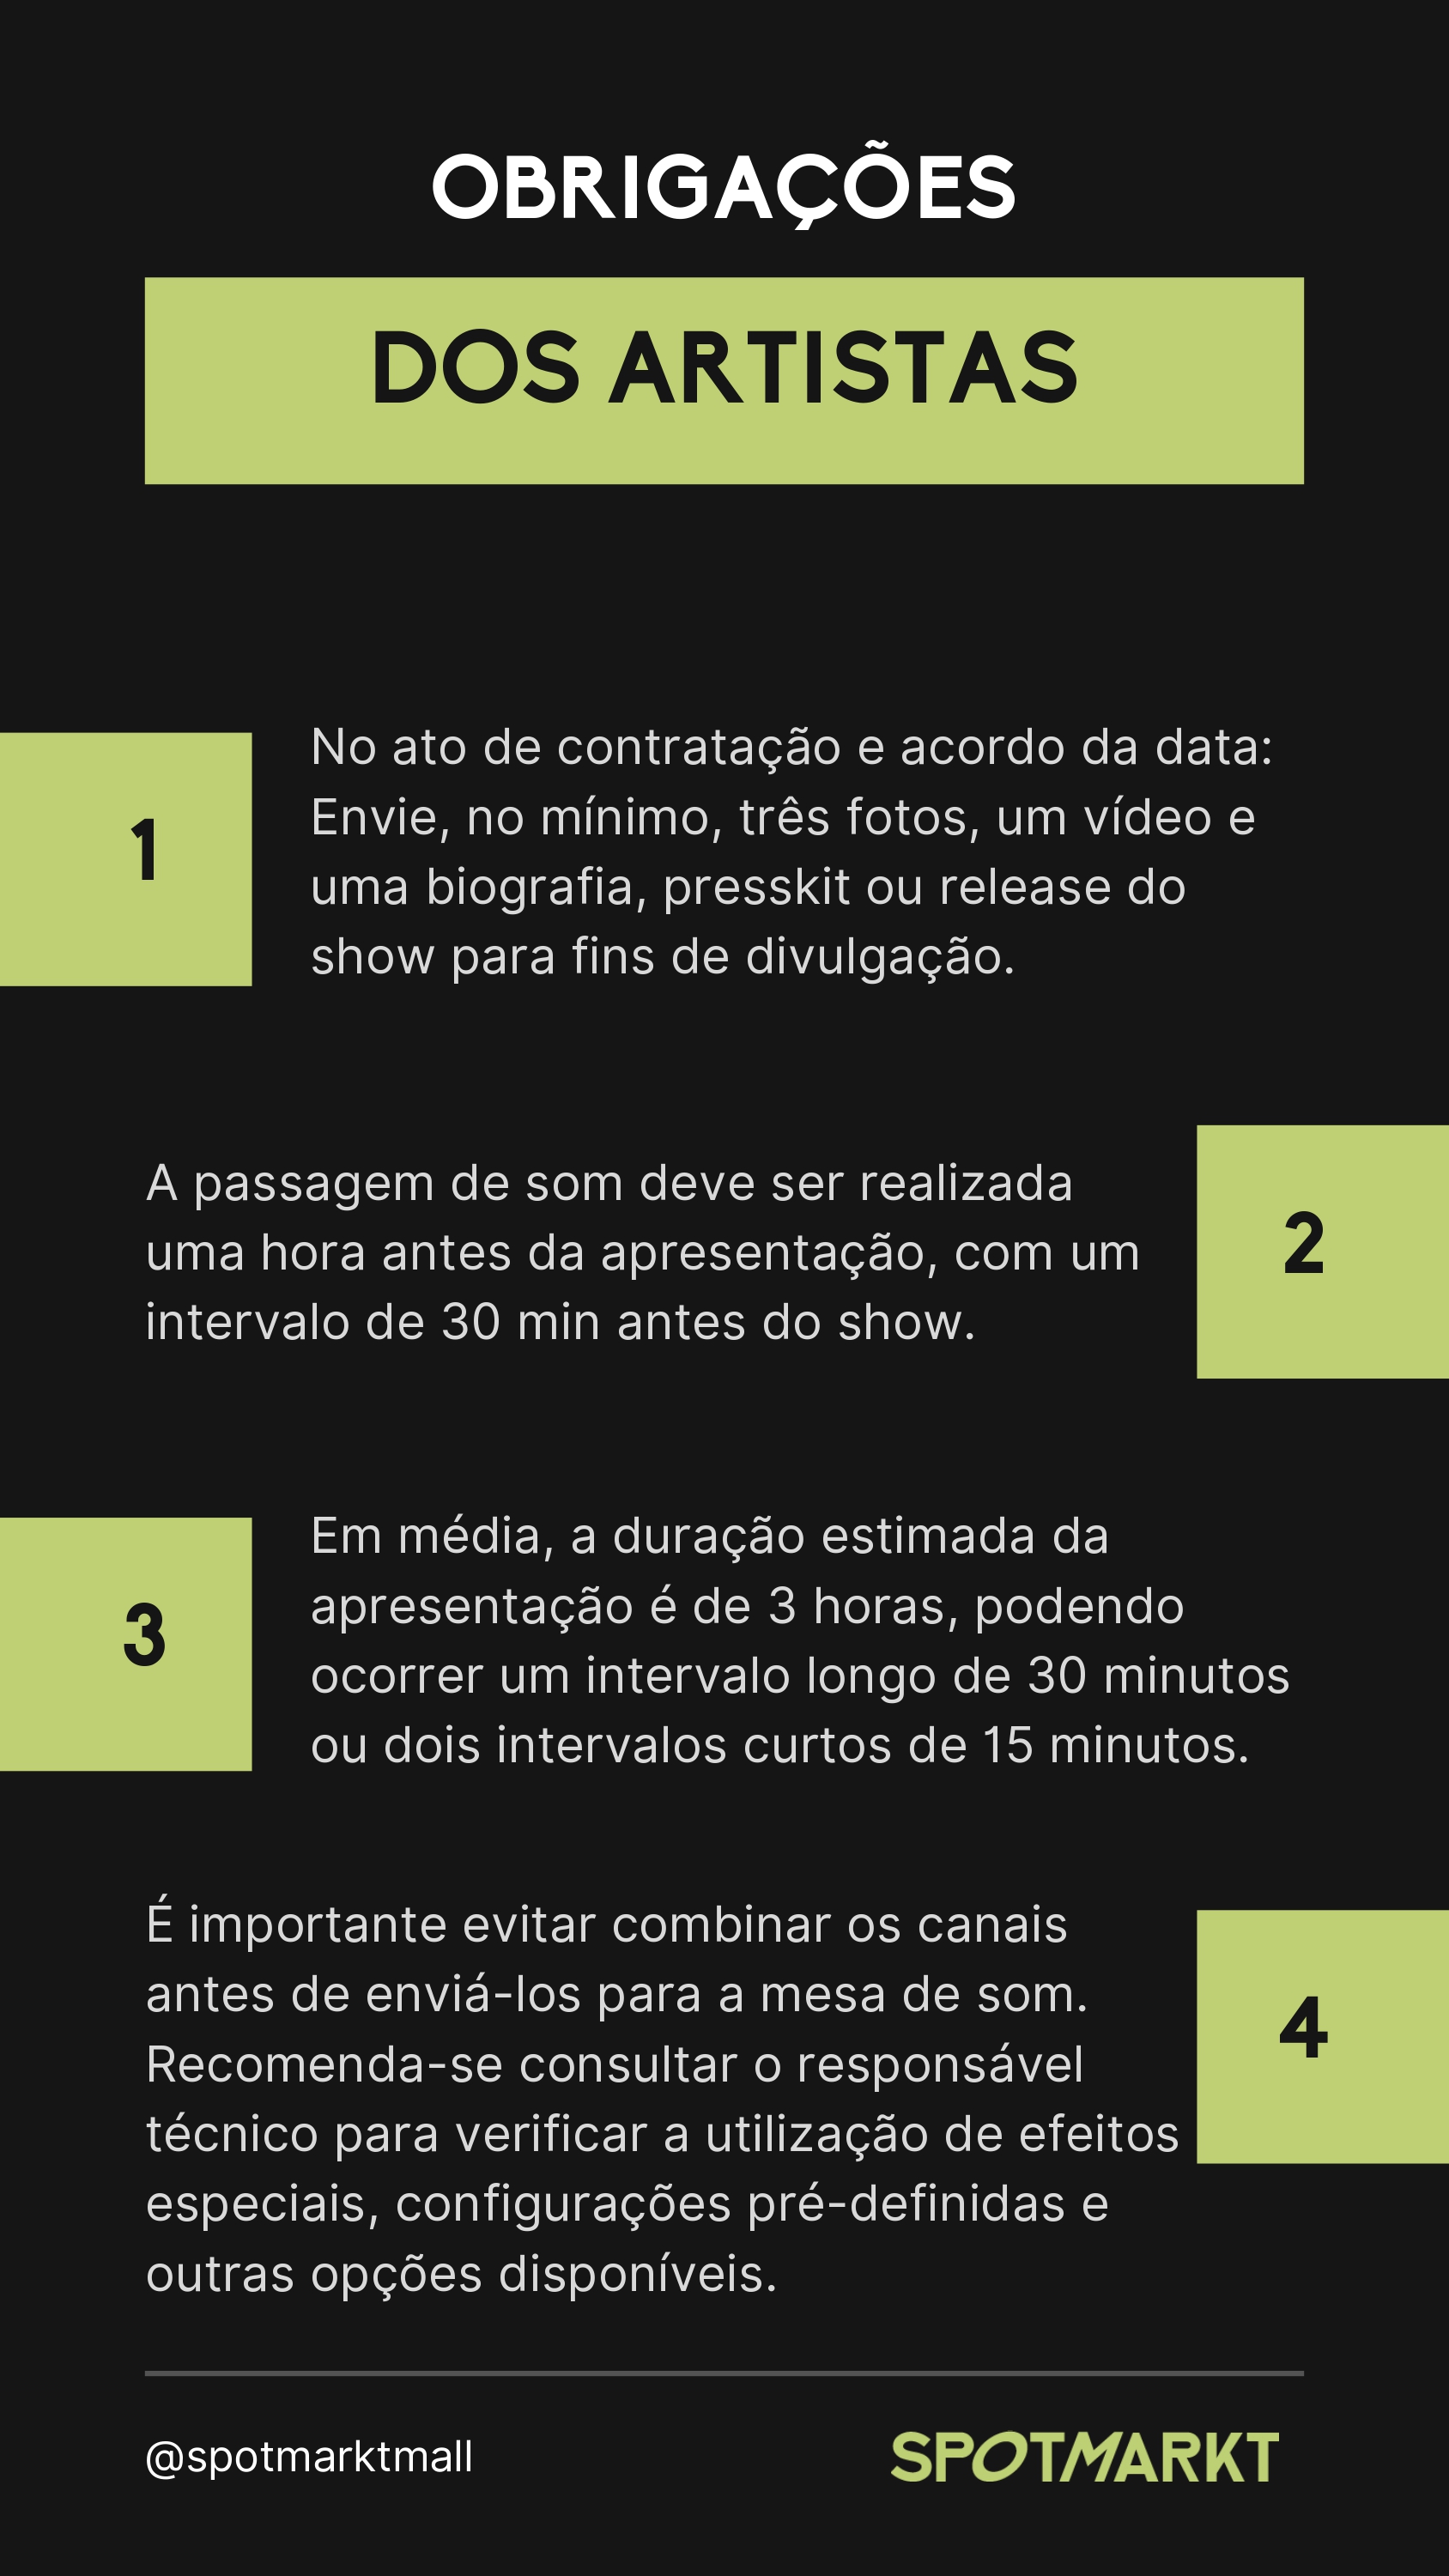 OBRIGAÇÕES
DOS ARTISTAS
1
No ato de contratação e acordo da data:
Envie, no mínimo, três fotos, um vídeo e
uma biografia, presskit ou release do
show para fins de divulgação.
A passagem de som deve ser realizada
uma hora antes da apresentação, com um
intervalo de 30 min antes do show.
2
3
Em média, a duração estimada da
apresentação é de 3 horas, podendo
ocorrer um intervalo longo de 30 minutos
ou dois intervalos curtos de 15 minutos.
É importante evitar combinar os canais
antes de enviá-los para a mesa de som.
Recomenda-se consultar o responsável
técnico para verificar a utilização de efeitos
especiais, configurações pré-definidas e
outras opções disponíveis.
4
@spotmarktmall
SPOTMARKT